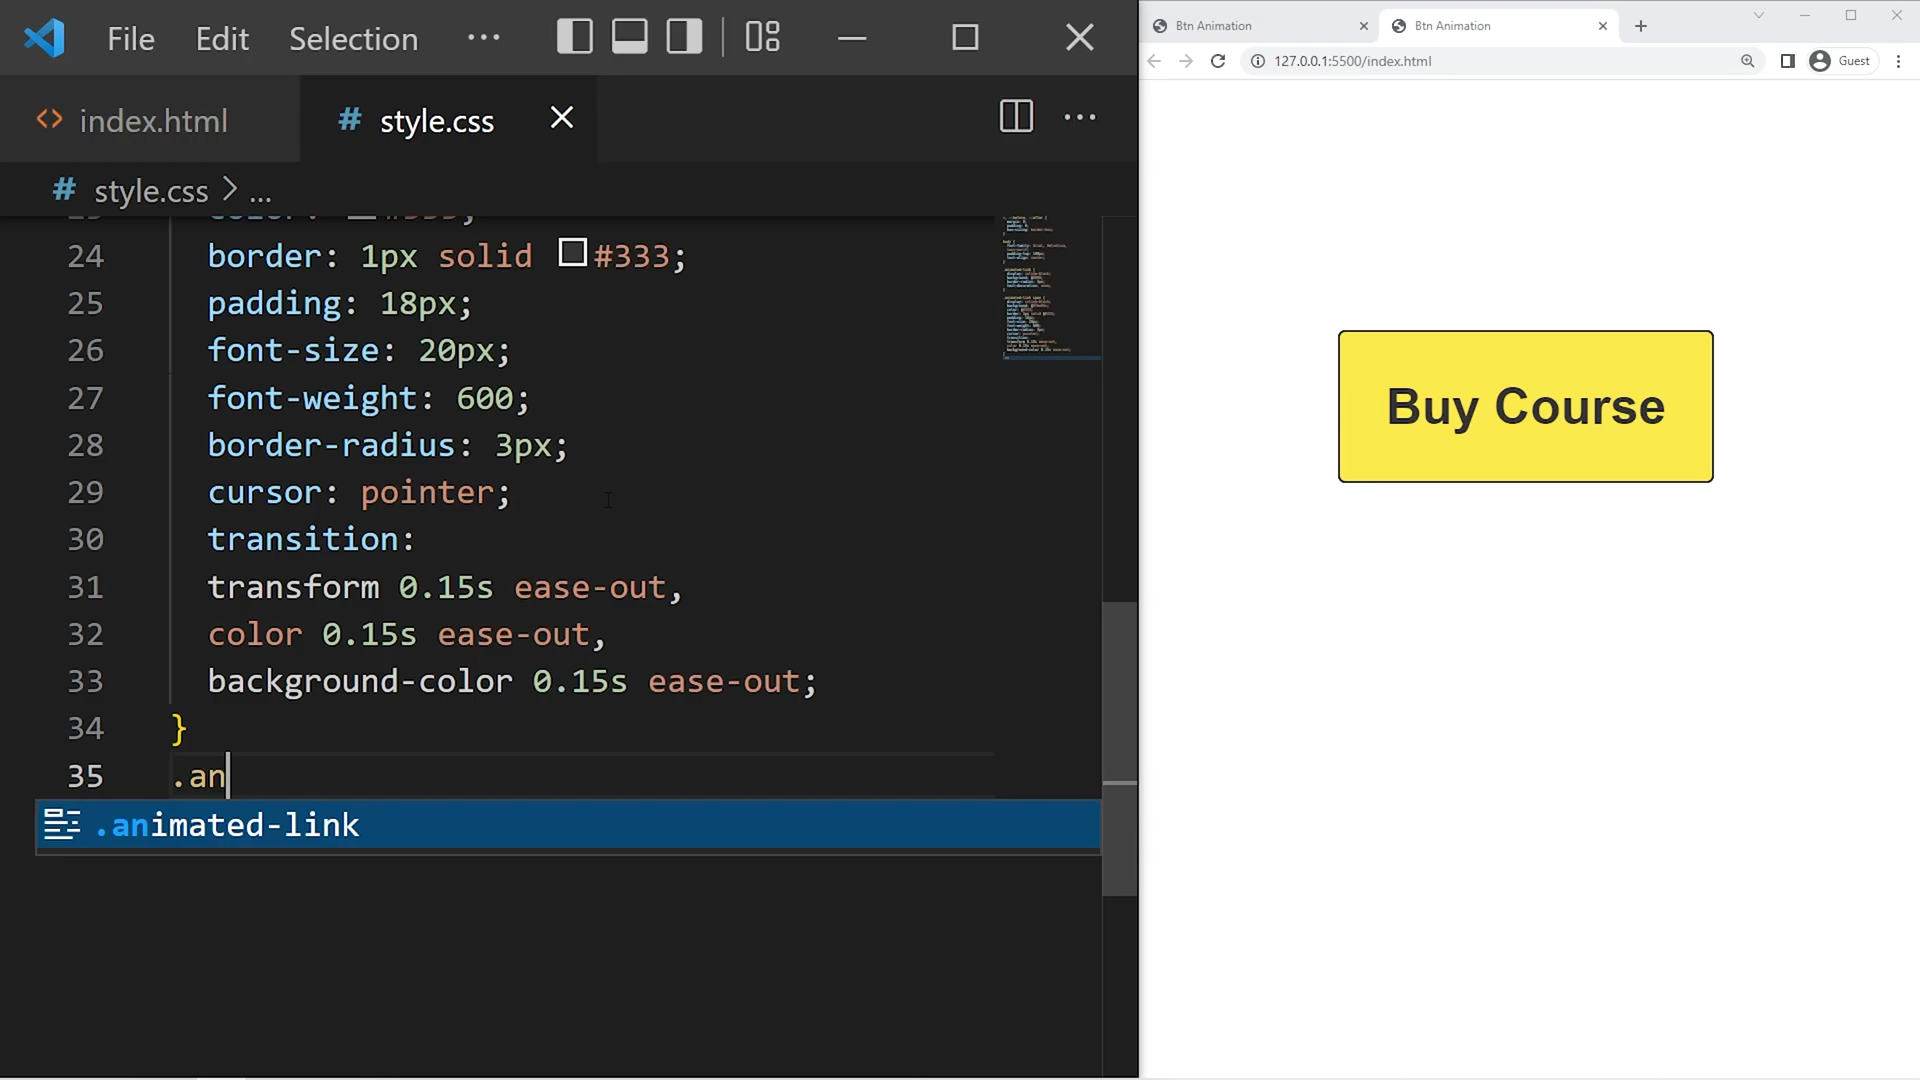 File Edit Selection ...
Btn Animation
Btn Animation
127.0.0.1:5500/index.html
Guest
index.html
# style.css
# style.css > ...
24 border: 1px solid #333;
25 padding: 18px;
26 font-size: 20px;
27 font-weight: 600;
28 border-radius: 3px;
29 cursor: pointer;
30 transition:
31 transform 0.15s ease-out,
32 color 0.15s ease-out,
33 background-color 0.15s ease-out;
34 }
35 .an
.animated-link
Buy Course